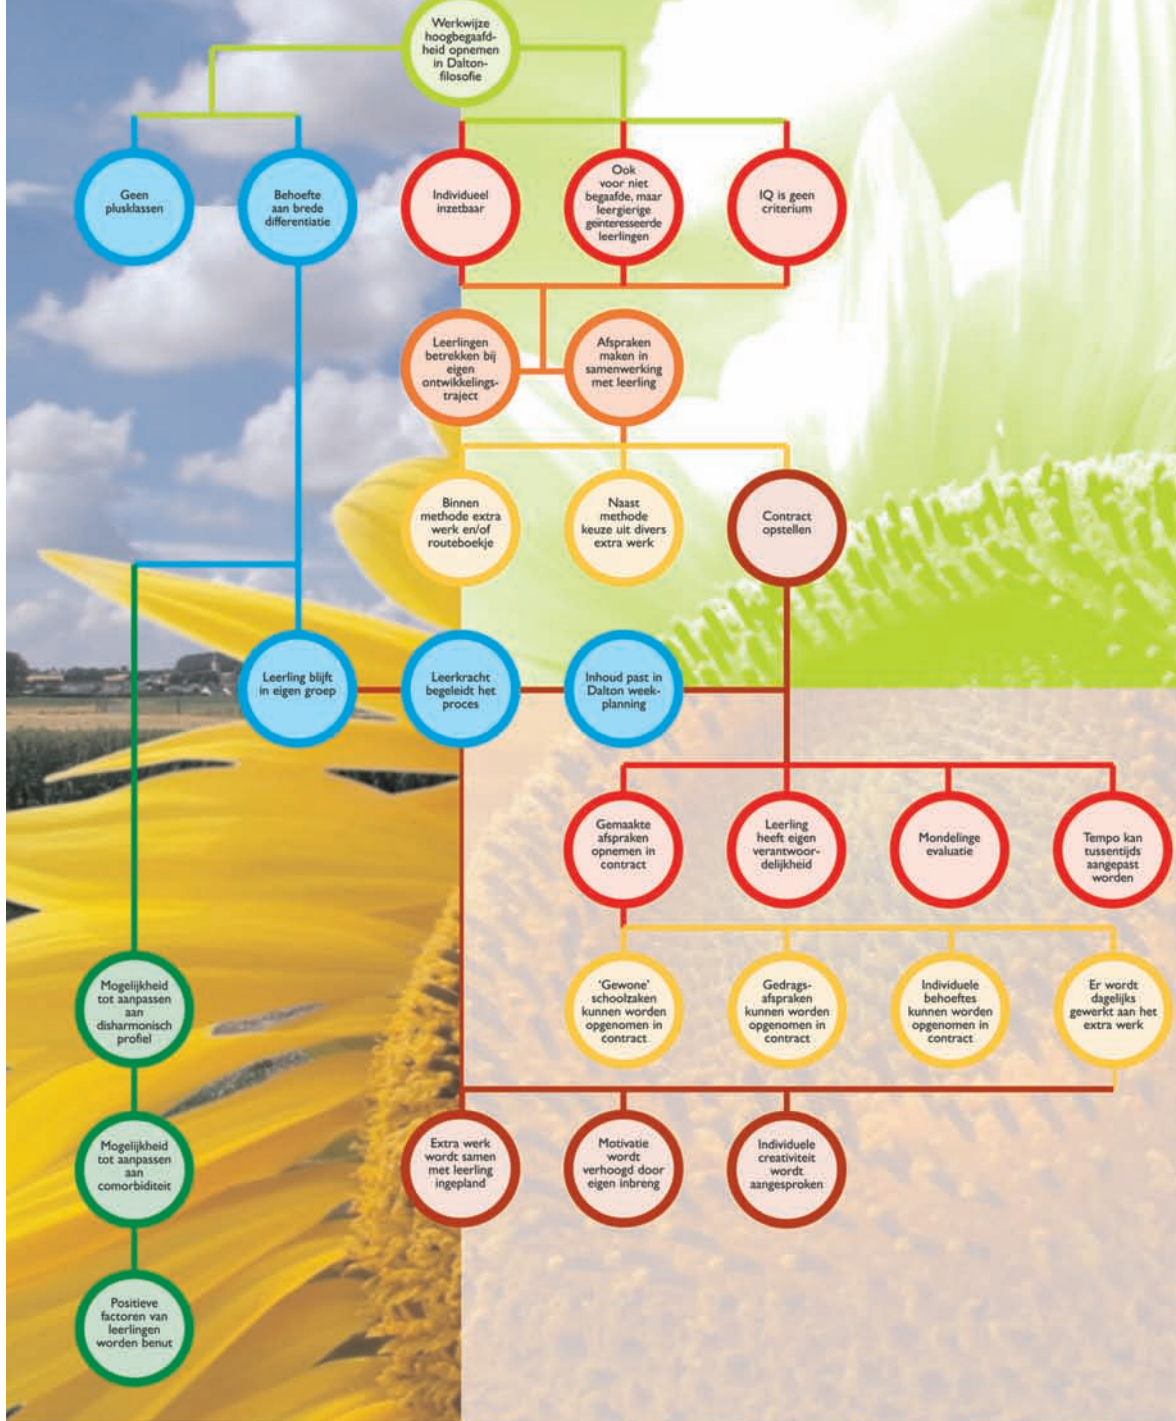 Werkwijze
hoogbegaafd-
heid opnemen
in Dalton-
filosofie
Geen
plusklassen
Behoefte
aan brede
differentiatie
Individueel
inzetbaar
Ook
voor niet
begaafde, maar
leergierige
geïnteresseerde
leerlingen
IQ is geen
criterium
Leerlingen
betrekken bij
eigen
ontwikkelings-
traject
Afspraken
maken in
samenwerking
met leerling
Binnen
methode extra
werk en/of
routeboekje
Naast
methode
keuze uit divers
extra werk
Contract
opstellen
Leerling blijft
in eigen groep
Leerkracht
begeleidt het
proces
Inhoud past in
Dalton week-
planning
Gemaakte
afspraken
opnemen in
contract
Leerling
heeft eigen
verantwoor-
delijkheid
Mondelinge
evaluatie
Tempo kan
tussentijds
aangepast
worden
Mogelijkheid
tot aanpassen
aan
disharmonisch
profiel
‘Gewone’
schoolzaken
kunnen worden
opgenomen in
contract
Gedrags-
afspraken
kunnen worden
opgenomen in
contract
Individuele
behoeftes
kunnen worden
opgenomen in
contract
Er wordt
dagelijks
gewerkt aan het
extra werk
Mogelijkheid
tot aanpassen
aan
comorbiditeit
Extra werk
wordt samen
met leerling
ingepland
Motivatie
wordt
verhoogd door
eigen inbreng
Individuele
creativiteit
wordt
aangesproken
Positieve
factoren van
leerlingen
worden benut